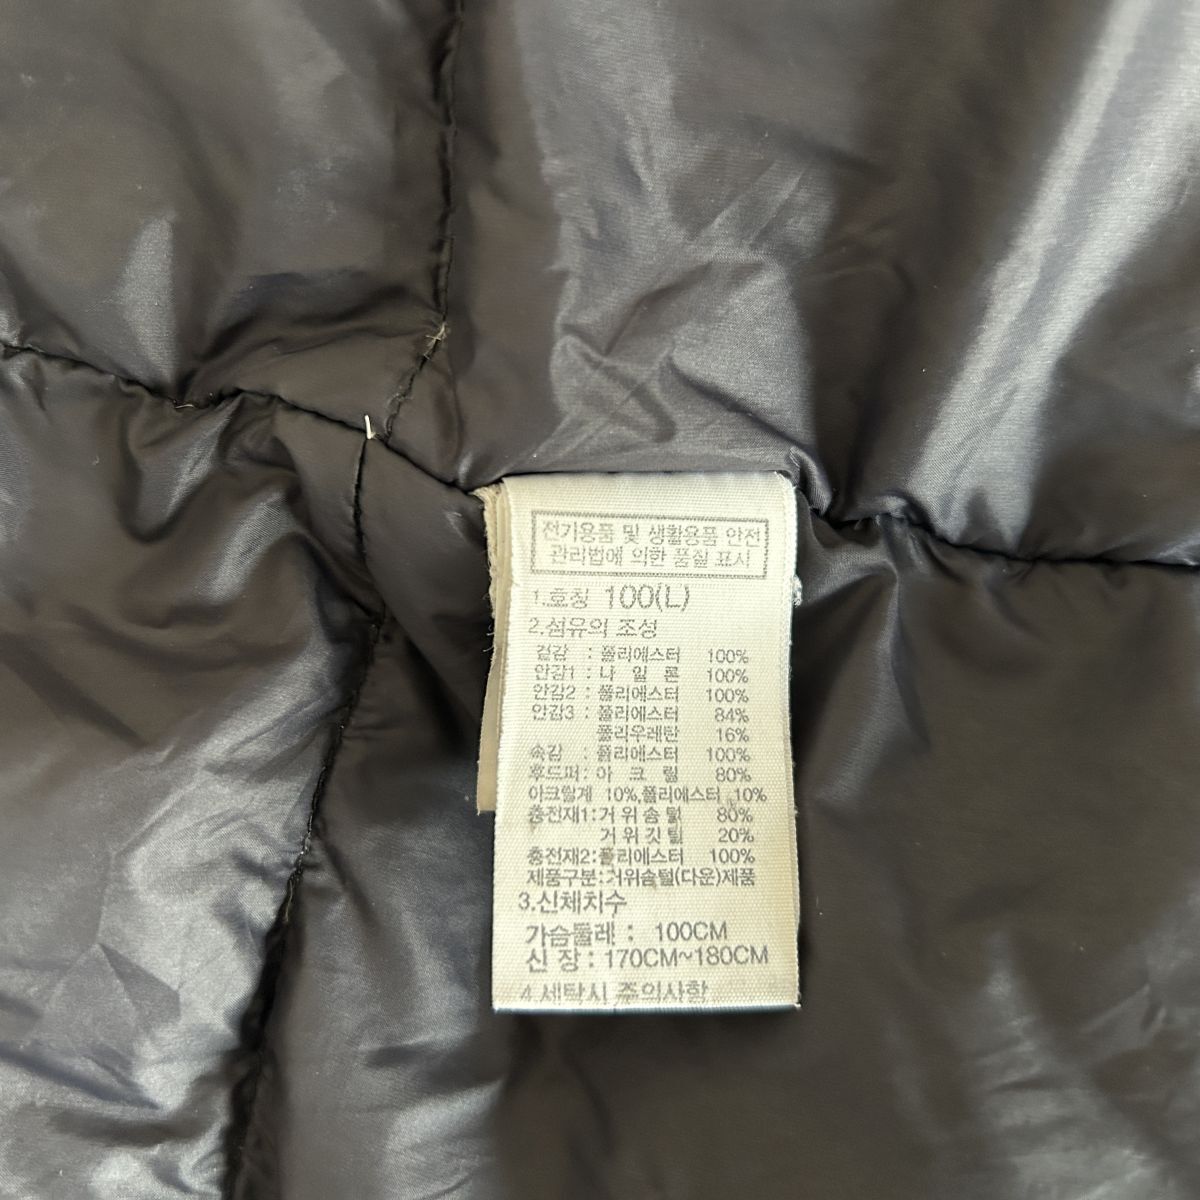 전기용품 및 생활용품 안전
관리법에 의한 품질 표시
1.호칭 100(L)
2.섬유의 조성
겉감 : 폴리에스터 100%
안감1 : 나 일 론 100%
안감2 : 폴리에스터 100%
안감3 : 폴리에스터 84%
폴리우레탄 16%
속감 : 폴리에스터 100%
후드퍼: 아 크 릴 80%
아크릴계 10%,폴리에스터 10%
충전재1:거 위 솜 털 80%
거 위 깃 털 20%
충전재2:폴리에스터 100%
제품구분:거위솜털(다운)제품
3.신체치수
가슴둘레 : 100CM
신 장 : 170CM~180CM
4.세탁시 주의사항